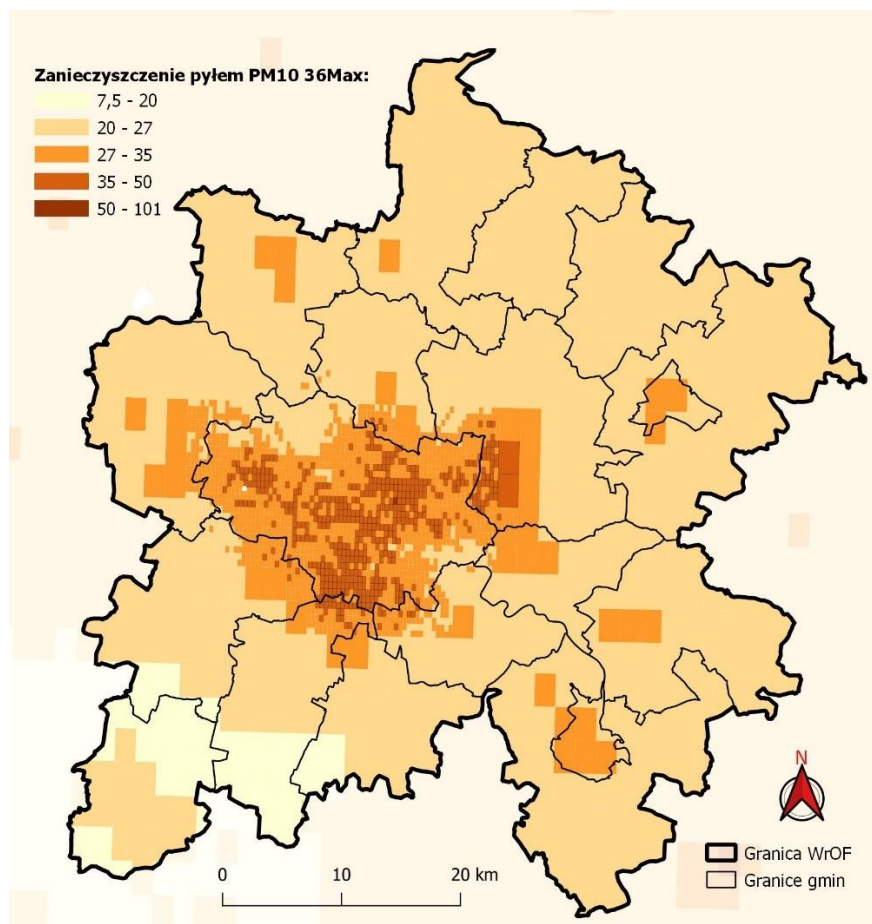 Zanieczyszczenie pyłem PM10 36Max:
7,5 - 20
20 - 27
27 - 35
35 - 50
50 - 101
N
Granica WrOF
Granice gmin
0 10 20 km